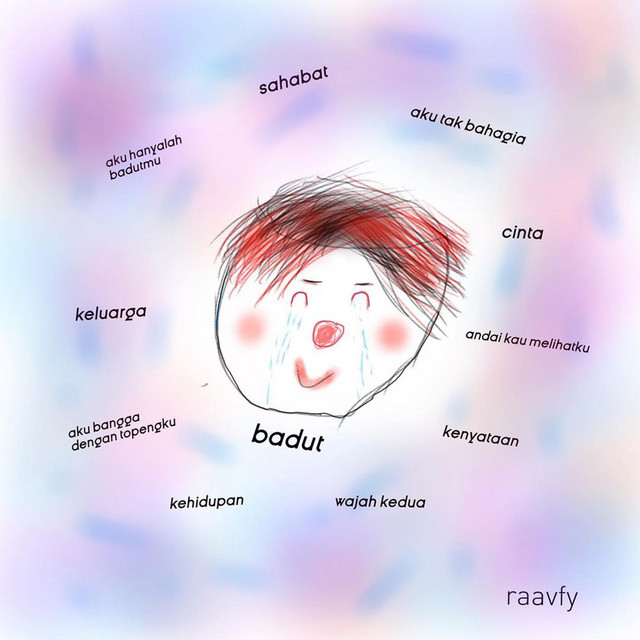 sahabat
aku tak bahagia
aku hanyalah
badutmu
cinta
keluarga
andai kau melihatku
aku bangga
dengan topengku
badut
kenyataan
kehidupan
wajah kedua
raavfy